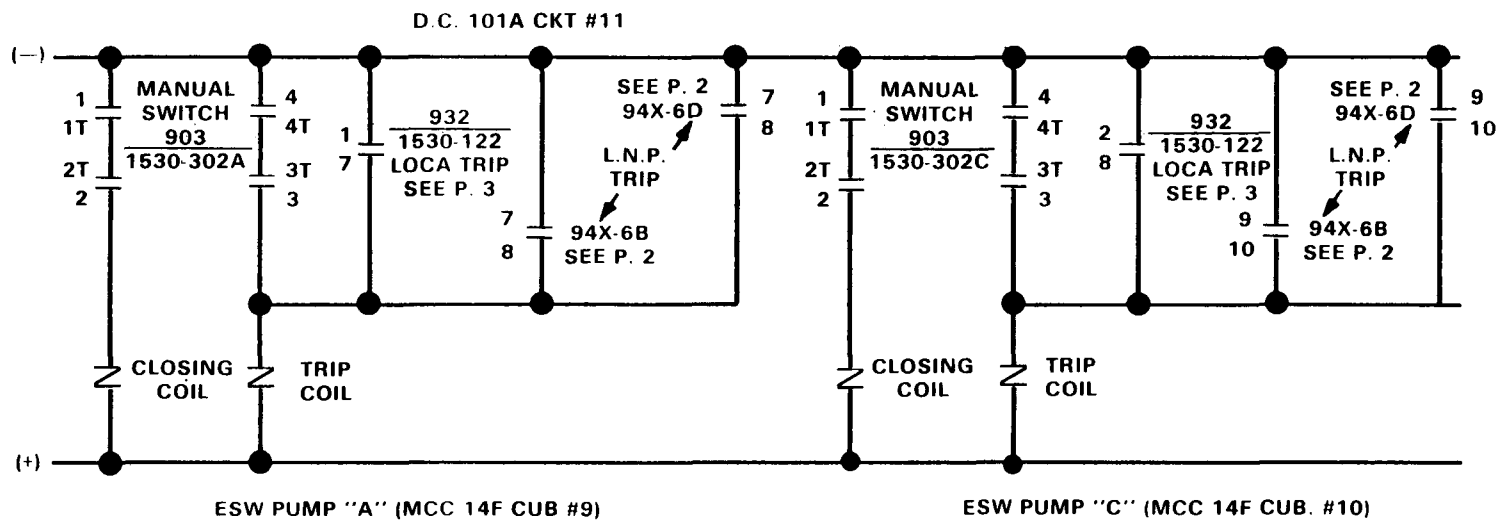 D.C. 101A CKT #11
(—)
1
1T
2T
2
MANUAL
SWITCH
903
1530-302A
4
4T
3T
3
1
7
932
1530-122
LOCA TRIP
SEE P. 3
7
8
SEE P. 2
94X-6D
L.N.P.
TRIP
94X-6B
SEE P. 2
7
8
1
1T
2T
2
MANUAL
SWITCH
903
1530-302C
4
4T
3T
3
2
8
932
1530-122
LOCA TRIP
SEE P. 3
9
10
SEE P. 2
94X-6D
L.N.P.
TRIP
94X-6B
SEE P. 2
9
10
CLOSING
COIL
TRIP
COIL
CLOSING
COIL
TRIP
COIL
(+)
ESW PUMP "A" (MCC 14F CUB #9)
ESW PUMP "C" (MCC 14F CUB. #10)